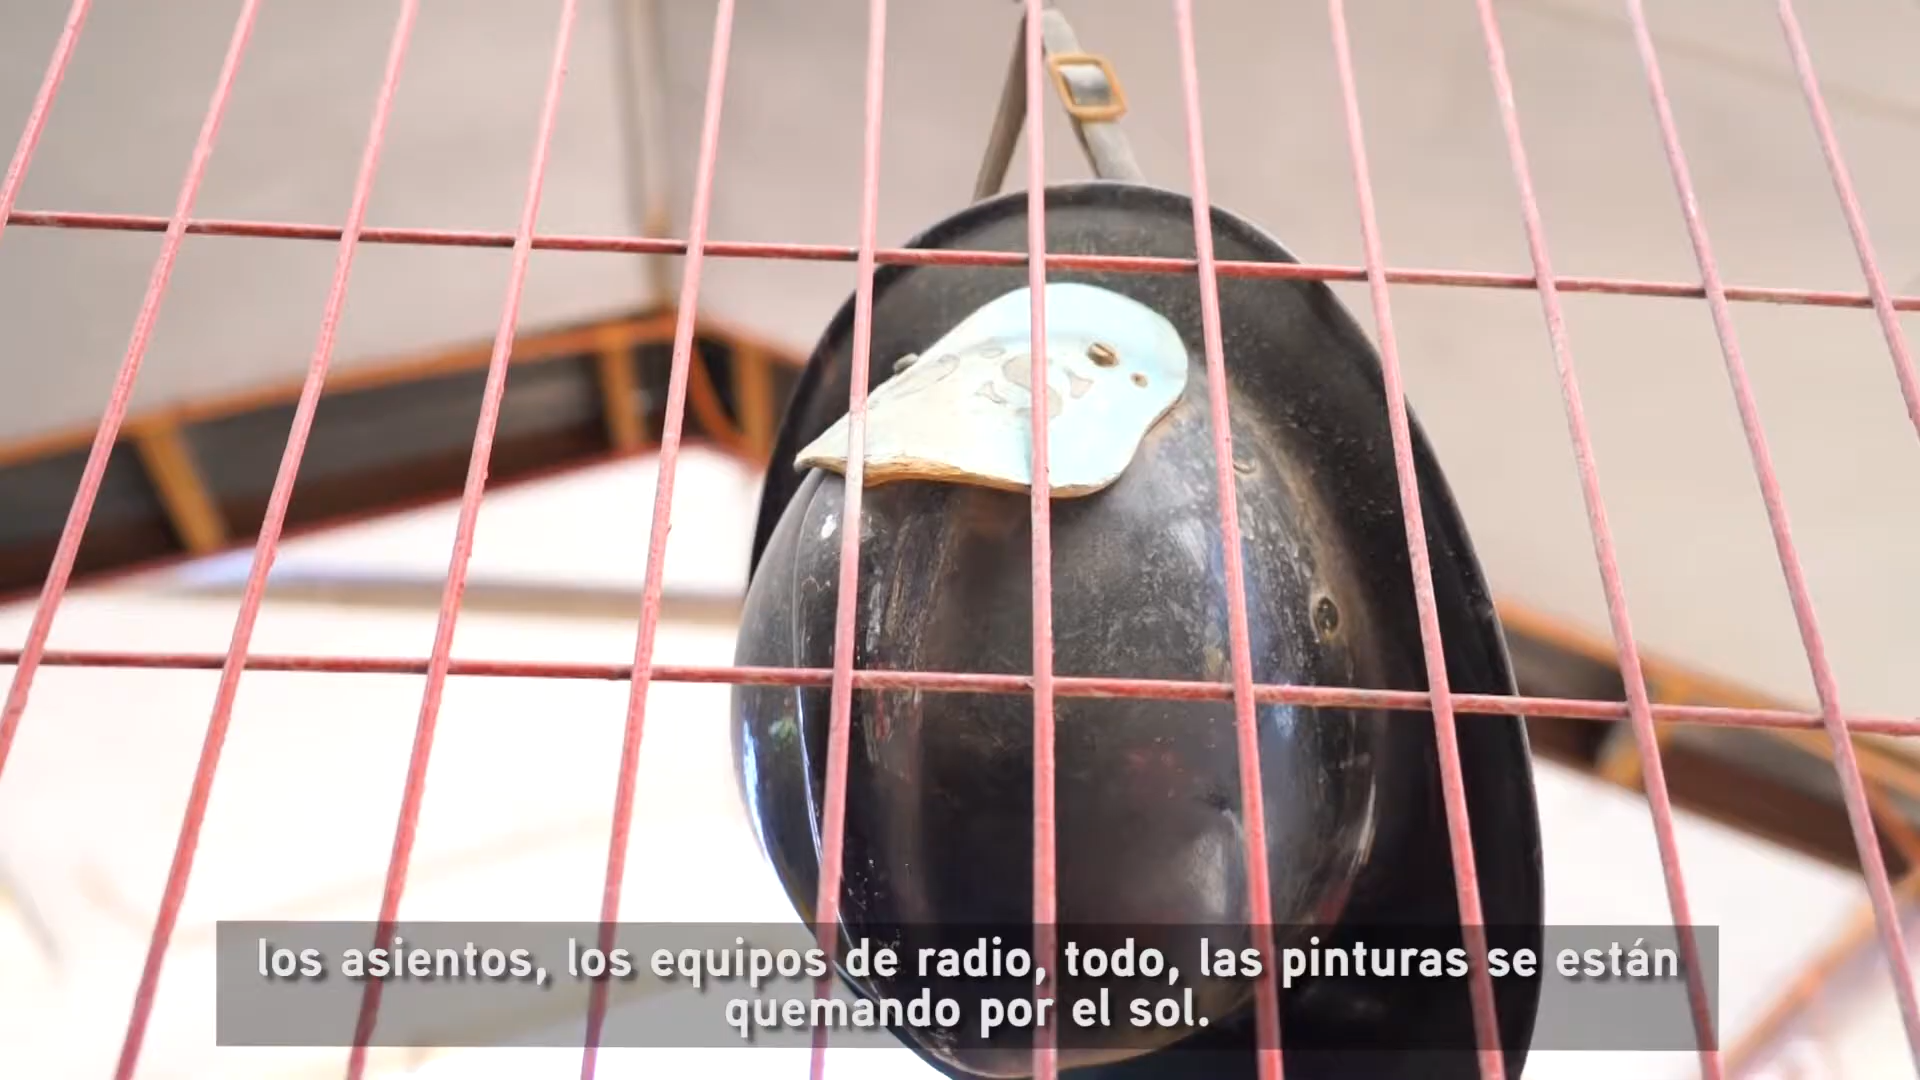 los asientos, los equipos de radio, todo, las pinturas se están
quemando por el sol.